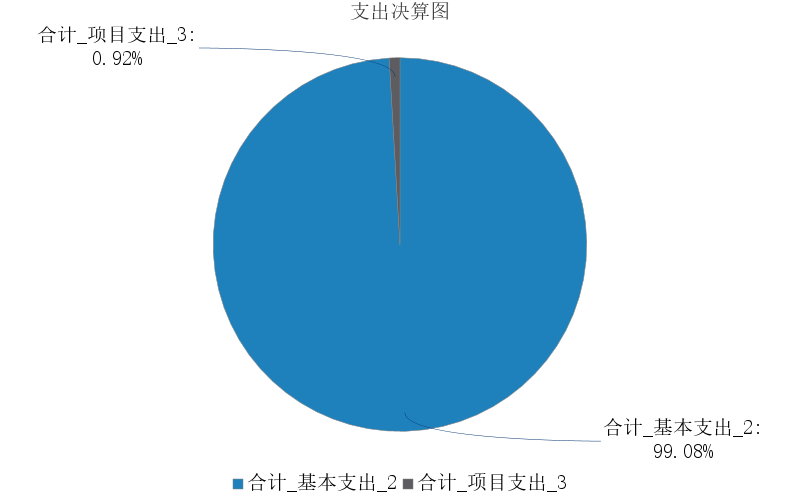 支出决算图
合计_项目支出_3:
0.92%
合计_基本支出_2:
99.08%
合计_基本支出_2 合计_项目支出_3